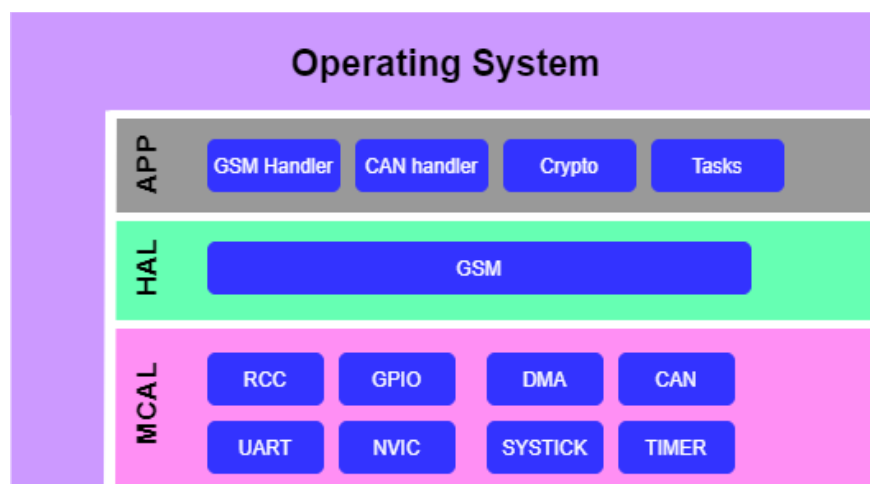 Operating System
APP
GSM Handler
CAN handler
Crypto
Tasks
HAL
GSM
MCAL
RCC
GPIO
DMA
CAN
UART
NVIC
SYSTICK
TIMER